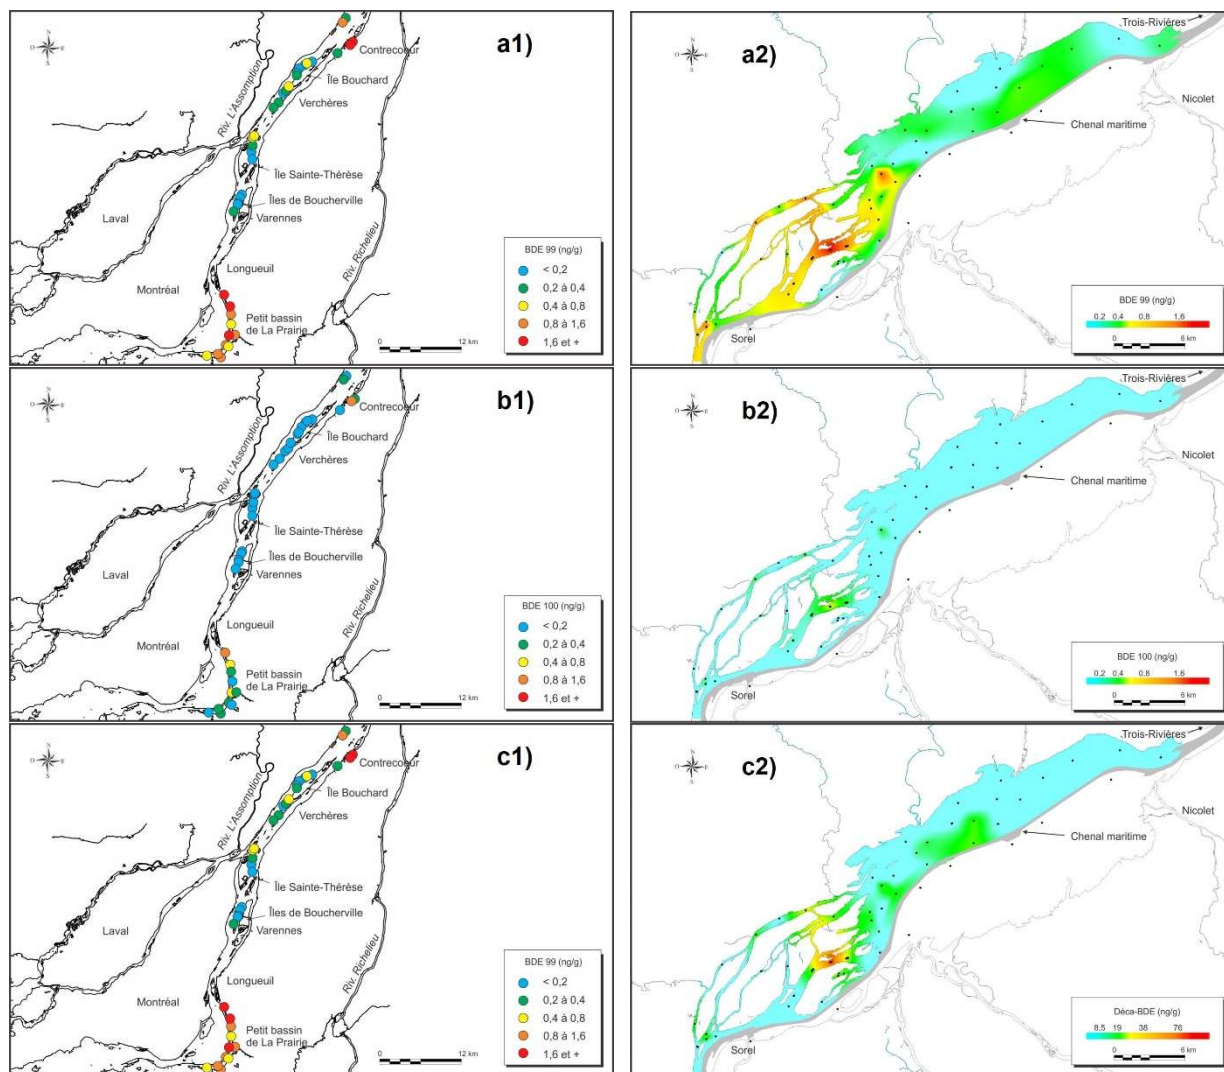 a1)
N
O
E
S
Riv. L'Assomption
Contrecoeur
Île Bouchard
Verchères
Île Sainte-Thérèse
Îles de Boucherville
Varennes
Laval
Longueuil
Montréal
Riv. Richelieu
Petit bassin
de La Prairie
0 12 km
BDE 99 (ng/g)
< 0,2
0,2 à 0,4
0,4 à 0,8
0,8 à 1,6
1,6 et +
a2)
N
O
E
S
Trois-Rivières
Nicolet
Chenal maritime
Sorel
BDE 99 (ng/g)
0,2 0,4 0,8 1,6
0 6 km
b1)
N
O
E
S
Riv. L'Assomption
Contrecoeur
Île Bouchard
Verchères
Île Sainte-Thérèse
Îles de Boucherville
Varennes
Laval
Longueuil
Montréal
Riv. Richelieu
Petit bassin
de La Prairie
0 12 km
BDE 100 (ng/g)
< 0,2
0,2 à 0,4
0,4 à 0,8
0,8 à 1,6
1,6 et +
b2)
N
O
E
S
Trois-Rivières
Nicolet
Chenal maritime
Sorel
BDE 100 (ng/g)
0,2 0,4 0,8 1,6
0 6 km
c1)
N
O
E
S
Riv. L'Assomption
Contrecoeur
Île Bouchard
Verchères
Île Sainte-Thérèse
Îles de Boucherville
Varennes
Laval
Longueuil
Montréal
Riv. Richelieu
Petit bassin
de La Prairie
0 12 km
BDE 99 (ng/g)
< 0,2
0,2 à 0,4
0,4 à 0,8
0,8 à 1,6
1,6 et +
c2)
N
O
E
S
Trois-Rivières
Nicolet
Chenal maritime
Sorel
Déca-BDE (ng/g)
8.5 19 38 76
0 6 km